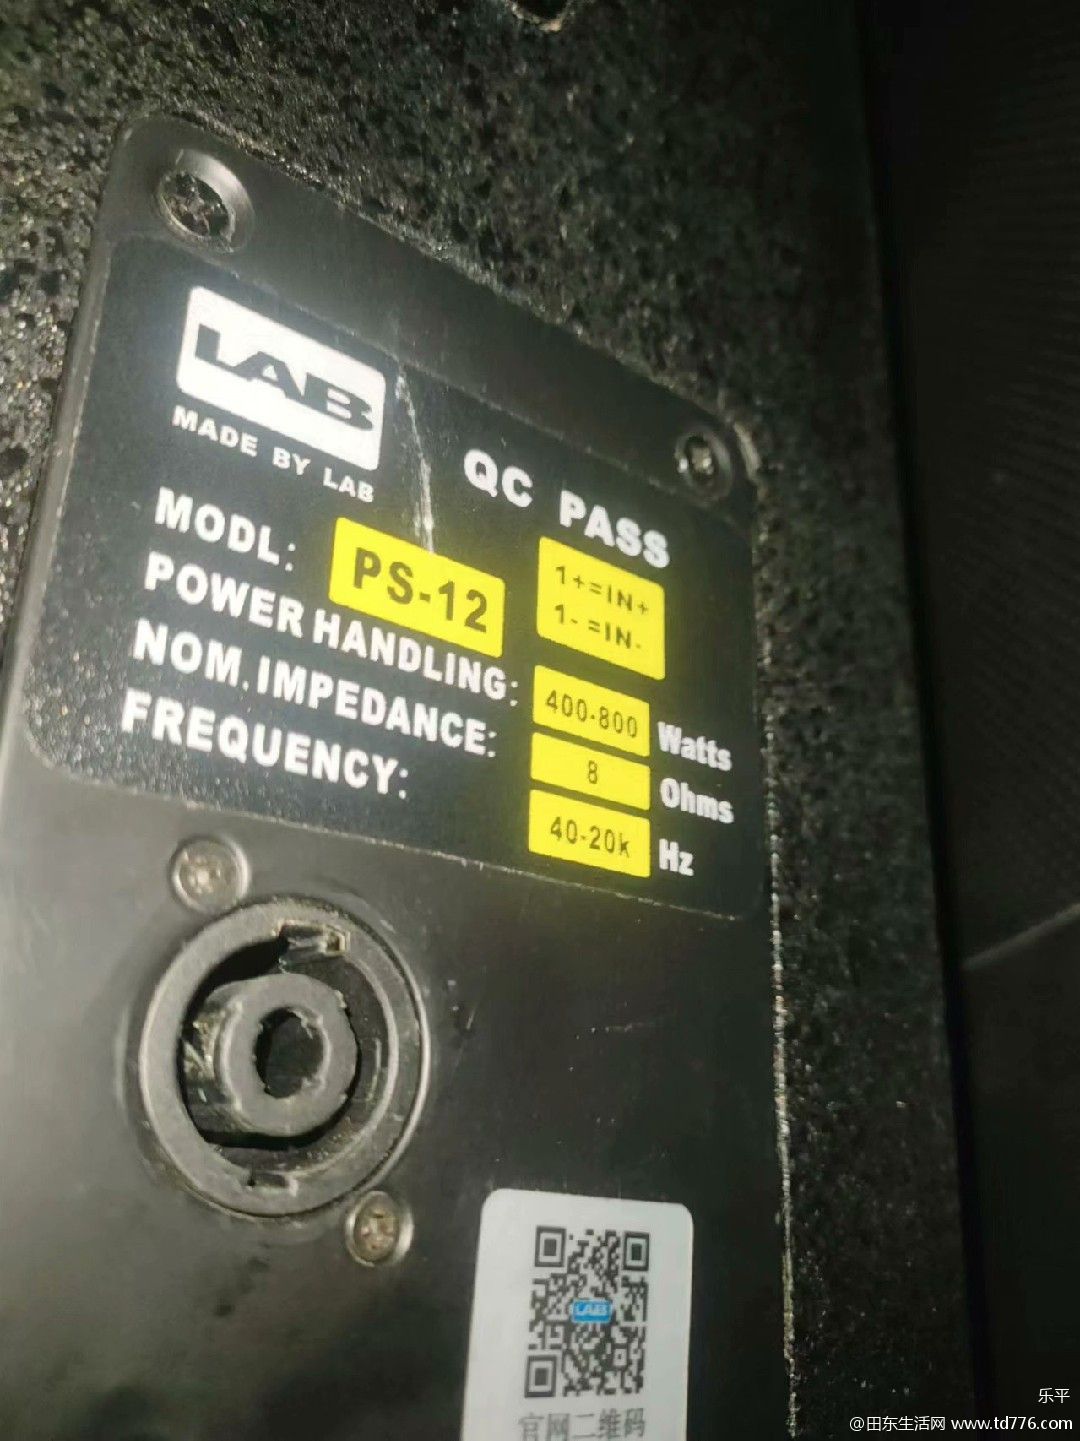 LAB
MADE BY LAB
QC PASS
MODL: PS-12
1+=IN+
1-=IN-
POWER HANDLING: 400-800 Watts
NOM. IMPEDANCE: 8 Ohms
FREQUENCY: 40-20k Hz
LAB
官网二维码
乐平
@田东生活网 www.td776.com